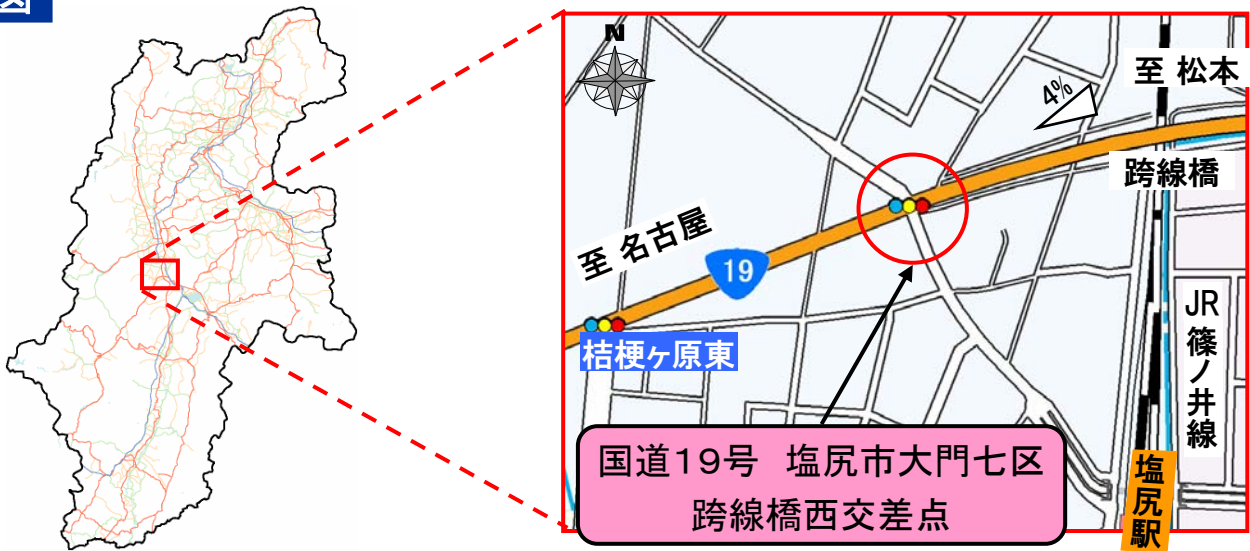 図
N
4%
至 松本
跨線橋
至 名古屋
19
桔梗ヶ原東
JR
篠ノ井線
国道19号 塩尻市大門七区
跨線橋西交差点
塩尻駅